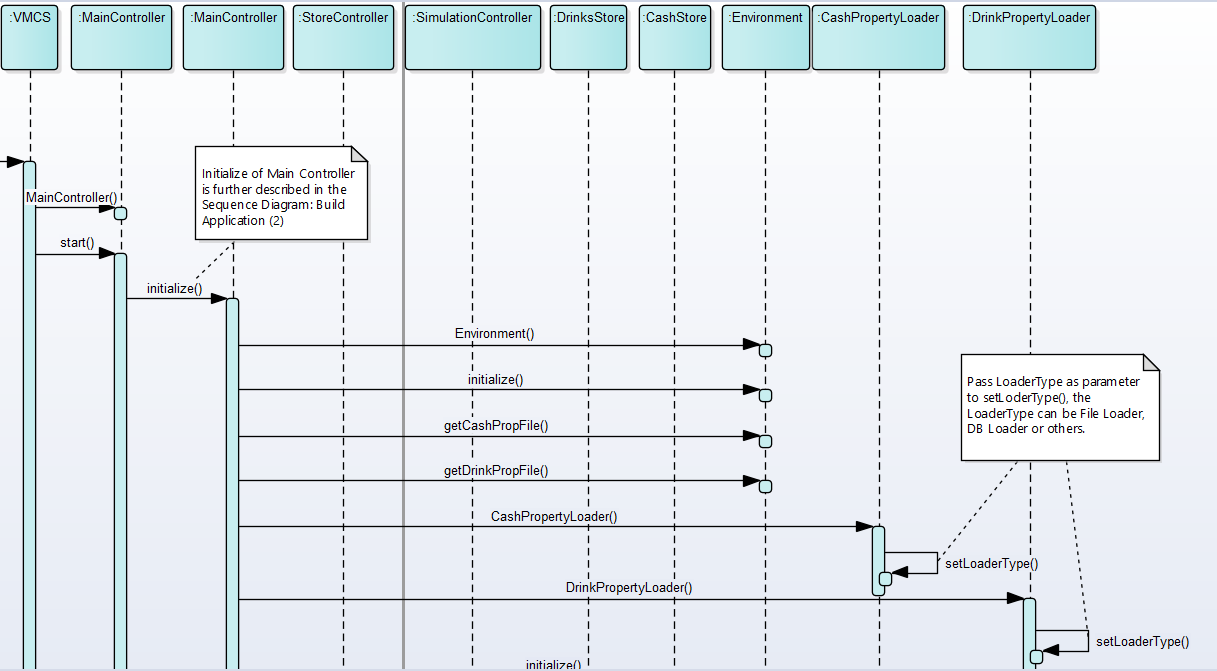 :VMCS
:MainController
:MainController
:StoreController
:SimulationController
:DrinksStore
:CashStore
:Environment
:CashPropertyLoader
:DrinkPropertyLoader
Initialize of Main Controller
is further described in the
Sequence Diagram: Build
Application (2)
MainController()
start()
initialize()
Environment()
initialize()
Pass LoaderType as parameter
to setLoderType(), the
LoaderType can be File Loader,
DB Loader or others.
getCashPropFile()
getDrinkPropFile()
CashPropertyLoader()
setLoaderType()
DrinkPropertyLoader()
setLoaderType()
initialize()